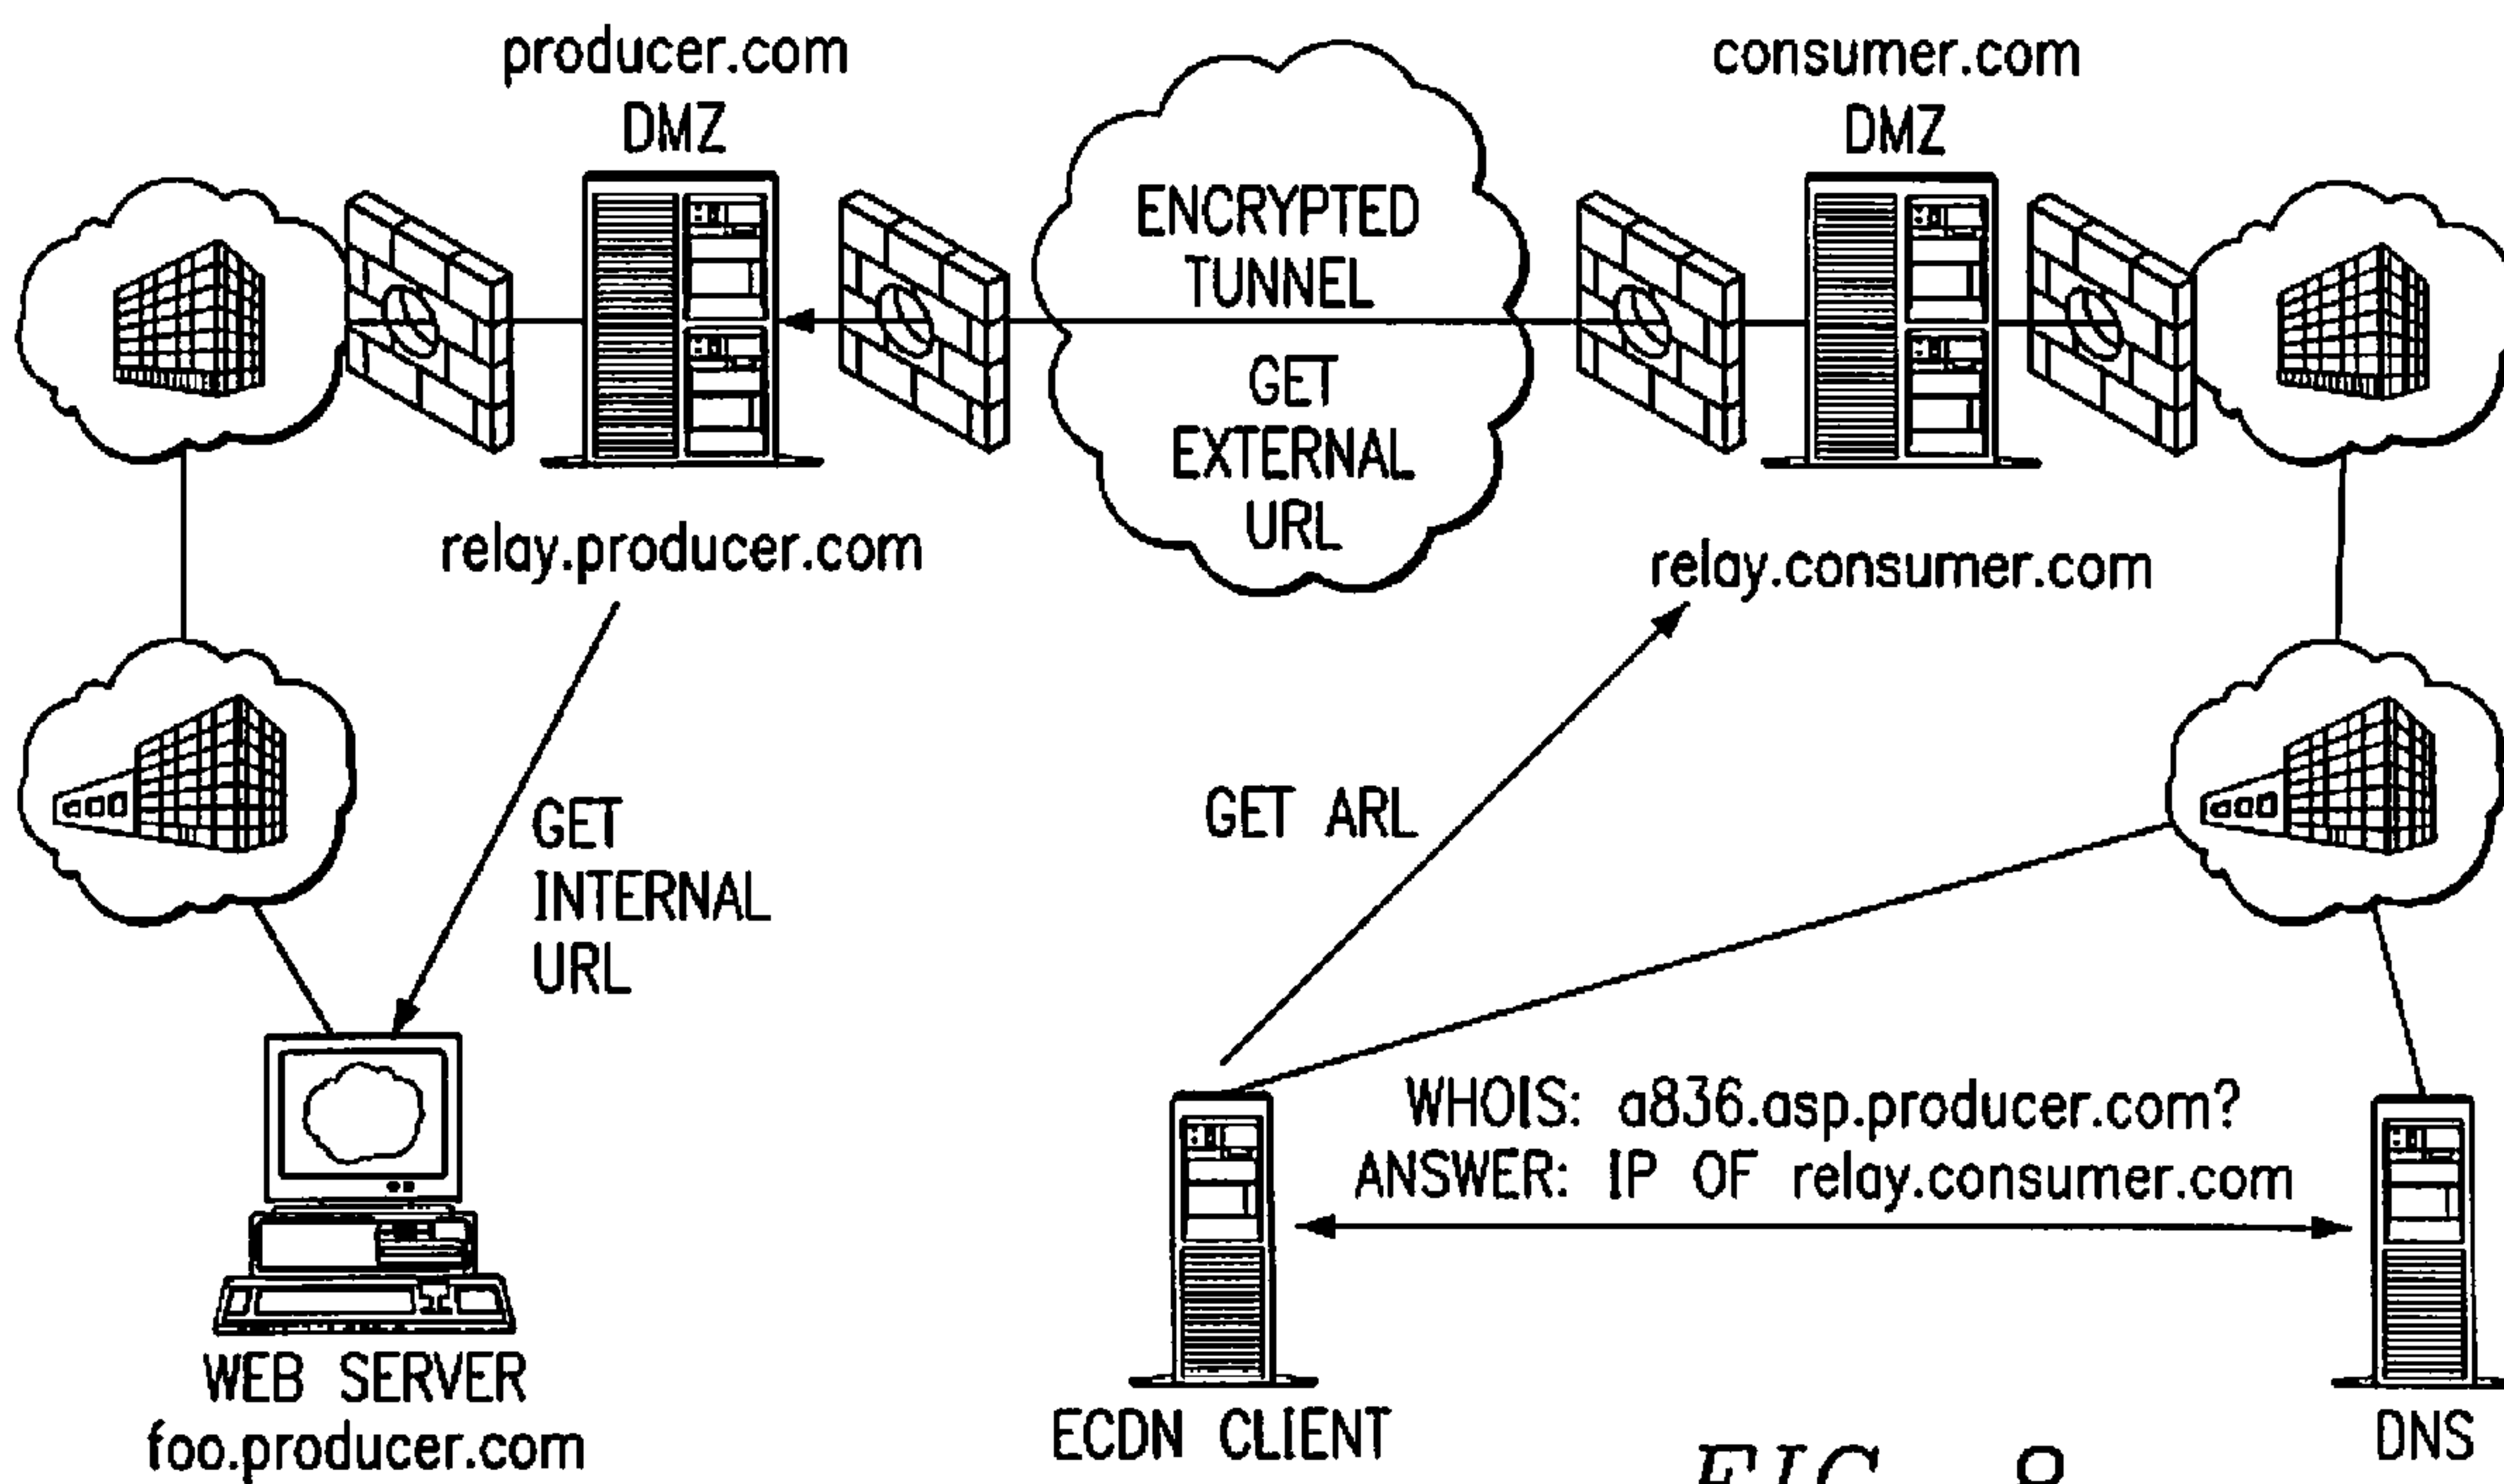 producer.com
DMZ
consumer.com
DMZ
ENCRYPTED
TUNNEL
GET
EXTERNAL
URL
relay.producer.com
relay.consumer.com
GET
INTERNAL
URL
GET ARL
WHOIS: a836.asp.producer.com?
ANSWER: IP OF relay.consumer.com
WEB SERVER
foo.producer.com
ECDN CLIENT
DNS
FIG. 8